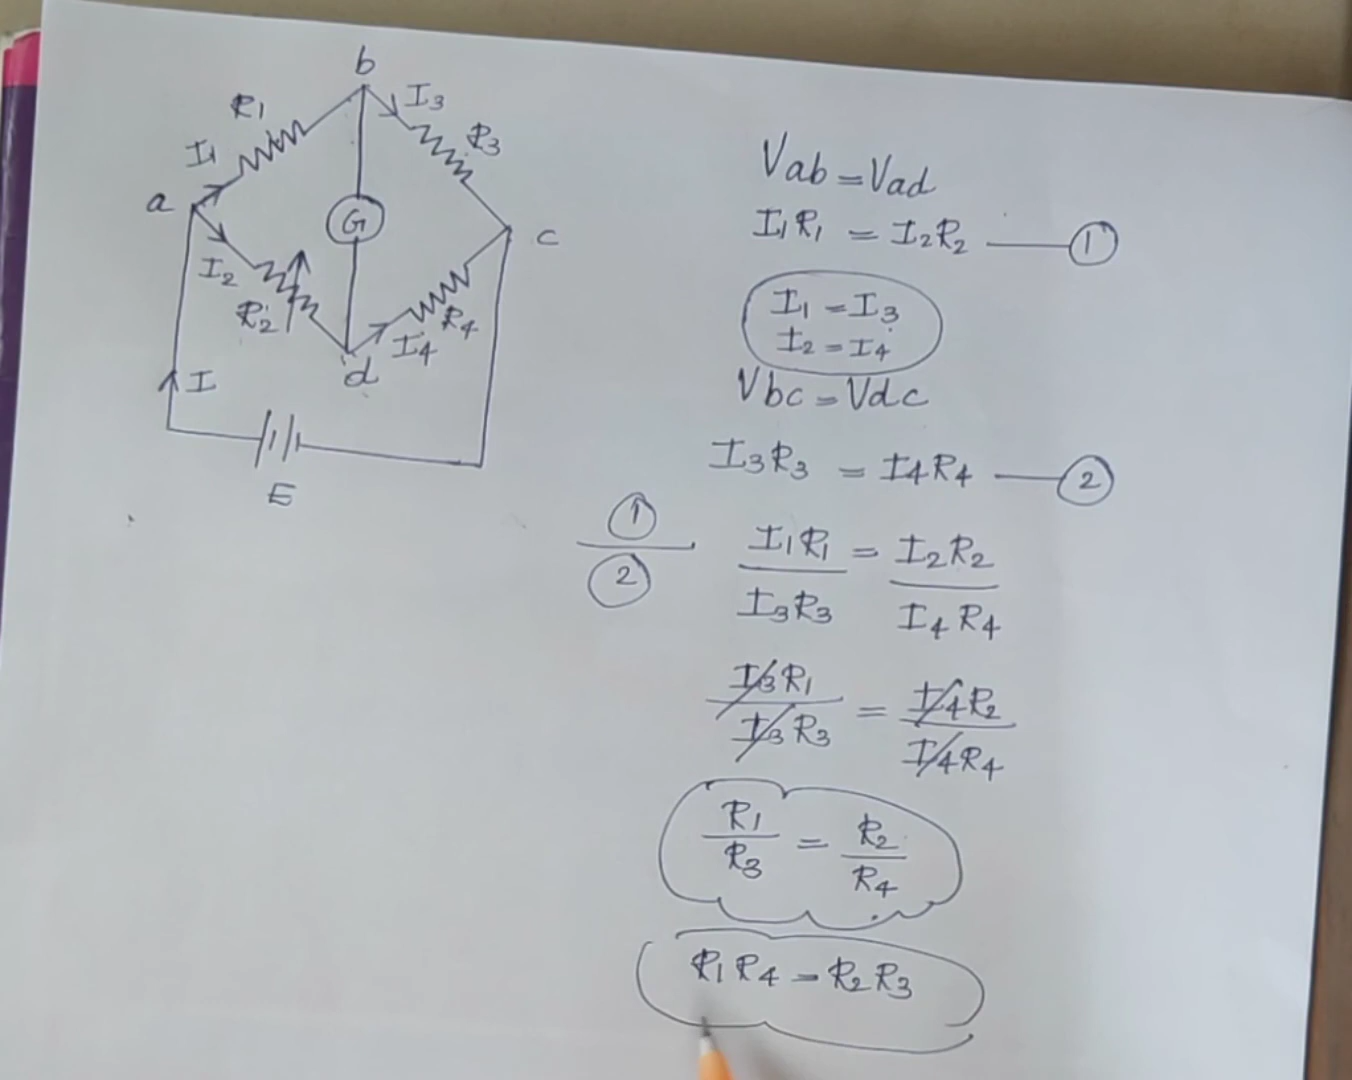 b
I3
R1
R3
I1
a
G
c
I2
R2
R4
I4
d
I
E
Vab = Vad
I1R1 = I2R2 —— 1
I1 = I3
I2 = I4
Vbc = Vdc
I3R3 = I4R4 —— 2
1/2 I1R1/I3R3 = I2R2/I4R4
I3R1/I3R3 = I4R2/I4R4
R1/R3 = R2/R4
R1R4 = R2R3